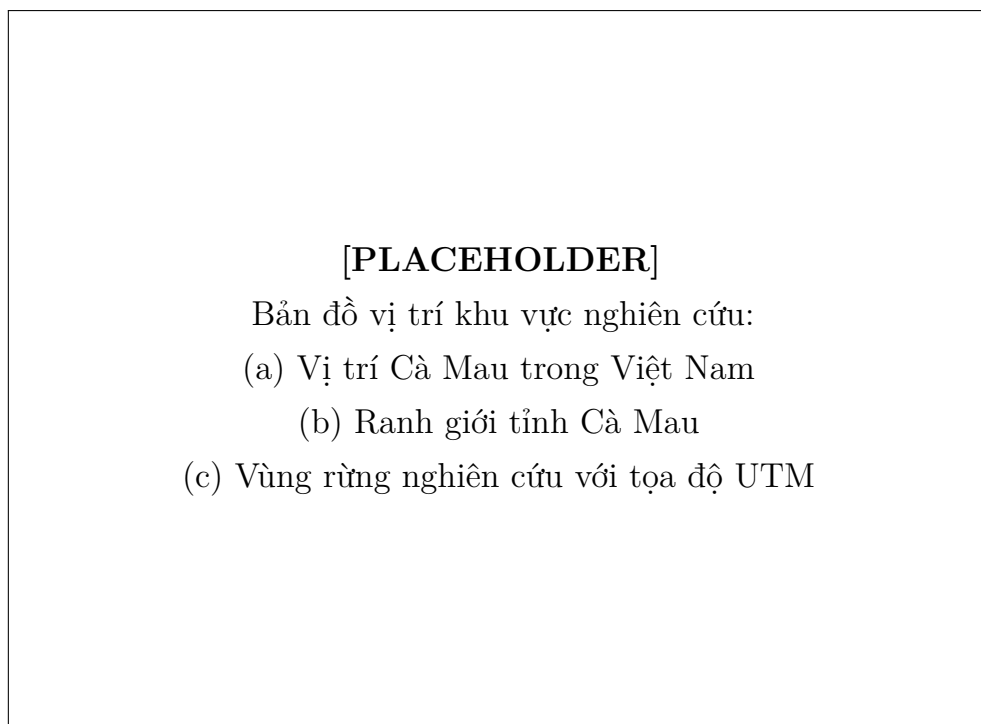 [PLACEHOLDER]
Bản đồ vị trí khu vực nghiên cứu:
(a) Vị trí Cà Mau trong Việt Nam
(b) Ranh giới tỉnh Cà Mau
(c) Vùng rừng nghiên cứu với tọa độ UTM